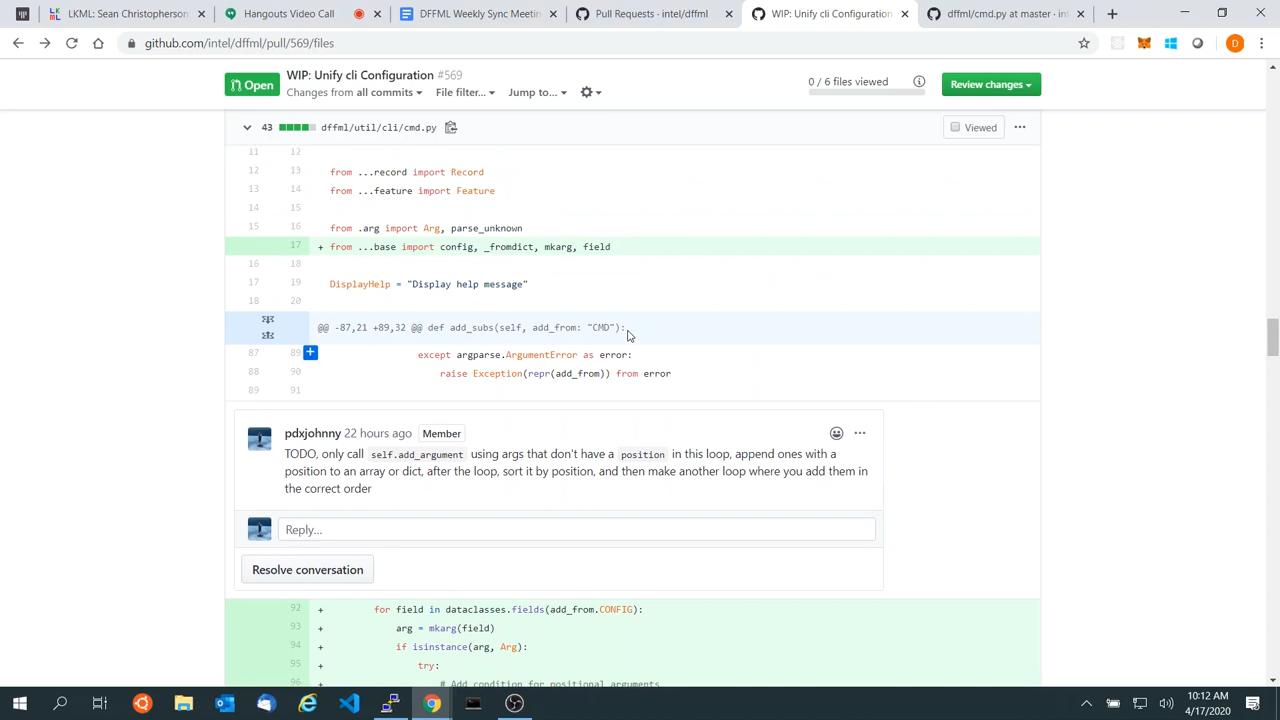 LKML: Sean Christopherson
Hangouts Video Call
DFFML Weekly Sync Meetin
Pull Requests · intel/dffml
WIP: Unify cli Configuration
dffml/cmd.py at master · int
github.com/intel/dffml/pull/569/files
D
Open
WIP: Unify cli Configuration #569
Changes from all commits
File filter...
Jump to...
0 / 6 files viewed
Review changes
43 dffml/util/cli/cmd.py
Viewed
11 12
12 13 from ...record import Record
13 14 from ...feature import Feature
14 15
15 16 from .arg import Arg, parse_unknown
17 + from ...base import config, _fromdict, mkarg, field
16 18
17 19 DisplayHelp = "Display help message"
18 20
@@ -87,21 +89,32 @@ def add_subs(self, add_from: "CMD"):
87 89 except argparse.ArgumentError as error:
88 90 raise Exception(repr(add_from)) from error
89 91
pdxjohnny 22 hours ago Member
TODO, only call self.add_argument using args that don't have a position in this loop, append ones with a
position to an array or dict, after the loop, sort it by position, and then make another loop where you add them in
the correct order
Reply...
Resolve conversation
92 + for field in dataclasses.fields(add_from.CONFIG):
93 + arg = mkarg(field)
94 + if isinstance(arg, Arg):
95 + try:
96 # Add condition for positional arguments
10:12 AM
4/17/2020